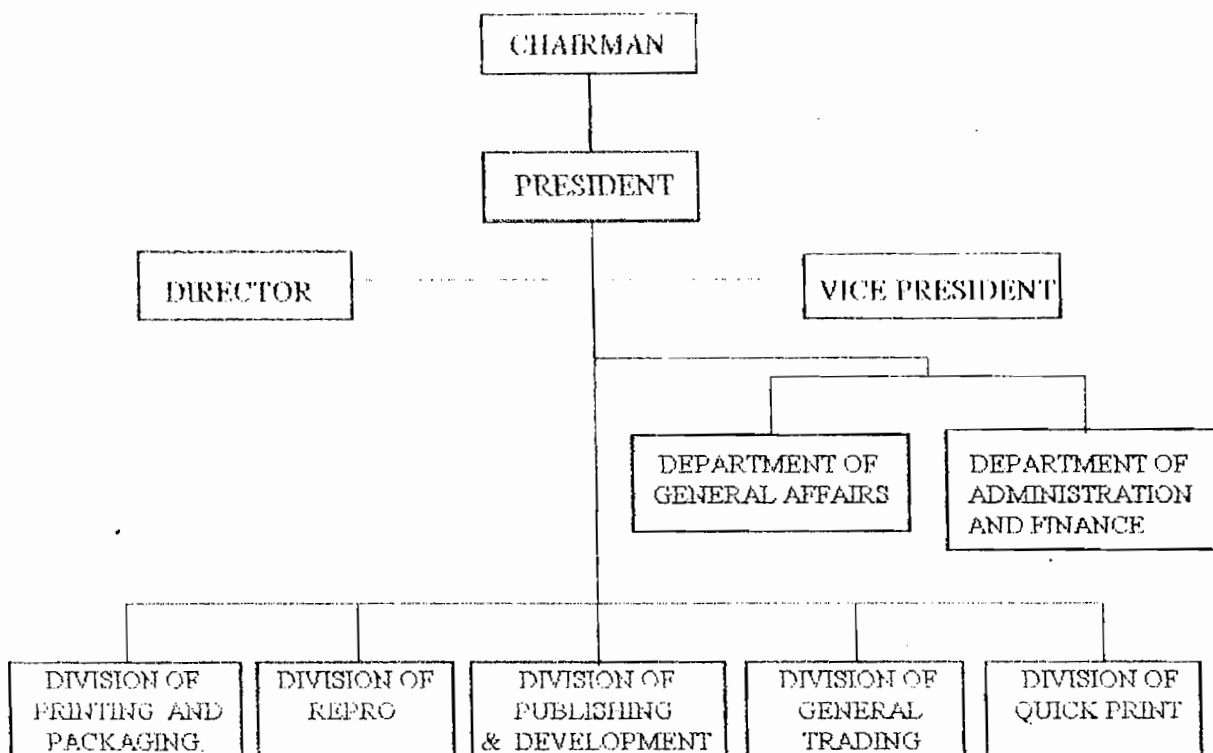 CHAIRMAN
PRESIDENT
DIRECTOR
VICE PRESIDENT
DEPARTMENT OF
GENERAL AFFAIRS
DEPARTMENT OF
ADMINISTRATION
AND FINANCE
DIVISION OF
PRINTING AND
PACKAGING.
DIVISION OF
REPRO
DIVISION OF
PUBLISHING
& DEVELOPMENT
DIVISION OF
GENERAL
TRADING
DIVISION OF
QUICK PRINT